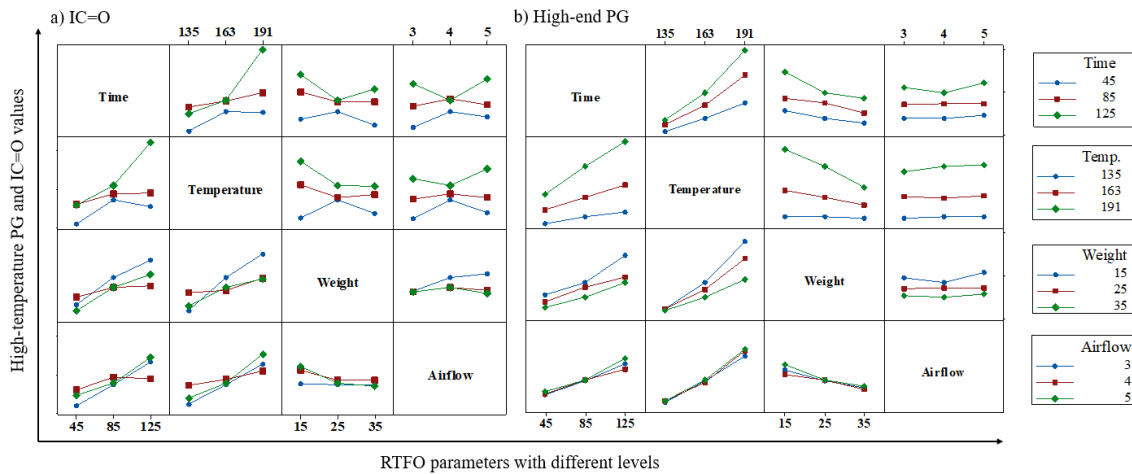 a) IC=O
b) High-end PG
135 163 191
3 4 5
135 163 191
3 4 5
High-temperature PG and IC=O values
Time
Time
Time
45
85
125
Temperature
Temperature
Temp.
135
163
191
Weight
Weight
Weight
15
25
35
Airflow
Airflow
Airflow
3
4
5
45 85 125
15 25 35
45 85 125
15 25 35
RTFO parameters with different levels